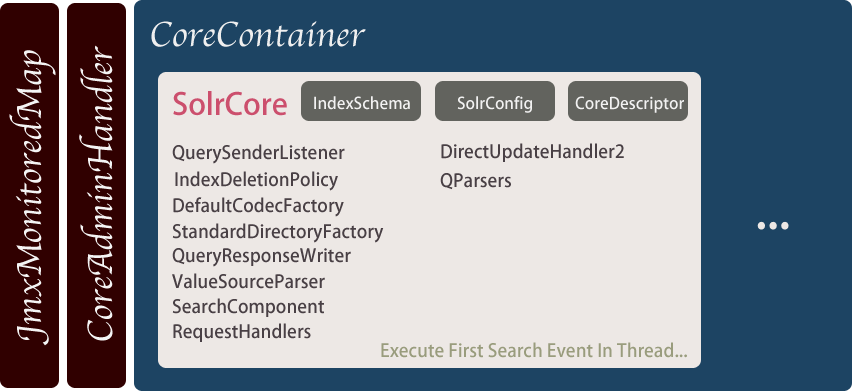 JmxMonitoredMap
CoreAdminHandler
CoreContainer
SolrCore
IndexSchema
SolrConfig
CoreDescriptor
QuerySenderListener
IndexDeletionPolicy
DefaultCodecFactory
StandardDirectoryFactory
QueryResponseWriter
ValueSourceParser
SearchComponent
RequestHandlers
DirectUpdateHandler2
QParsers
...
Execute First Search Event In Thread...